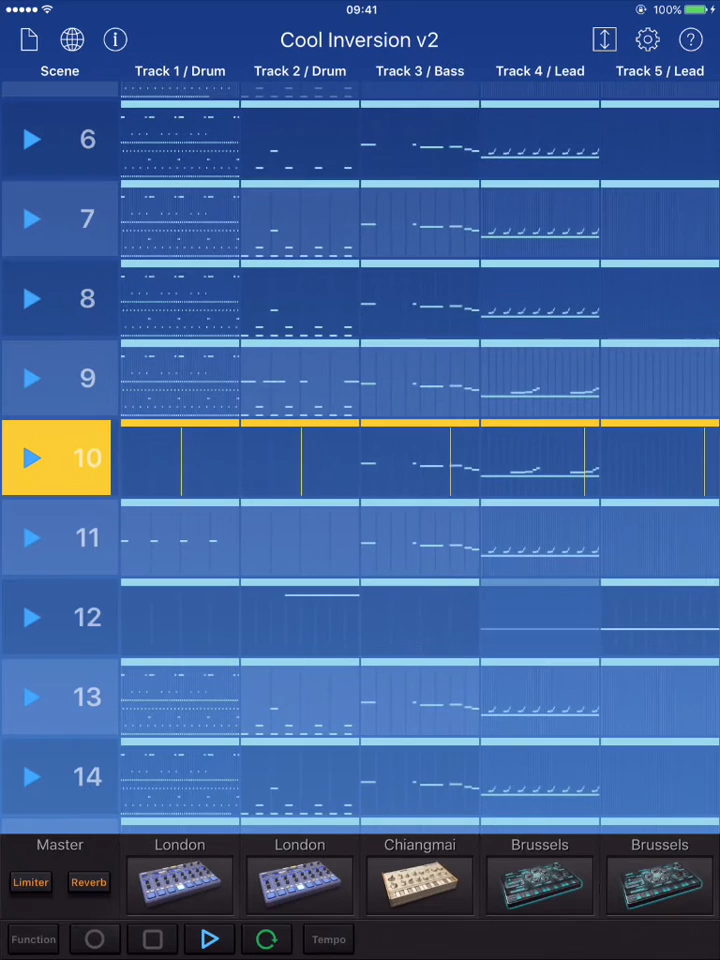 09:41
100%
Cool Inversion v2
Scene
Track 1 / Drum
Track 2 / Drum
Track 3 / Bass
Track 4 / Lead
Track 5 / Lead
6
7
8
9
10
11
12
13
14
Master
London
London
Chiangmai
Brussels
Brussels
Limiter
Reverb
Function
Tempo